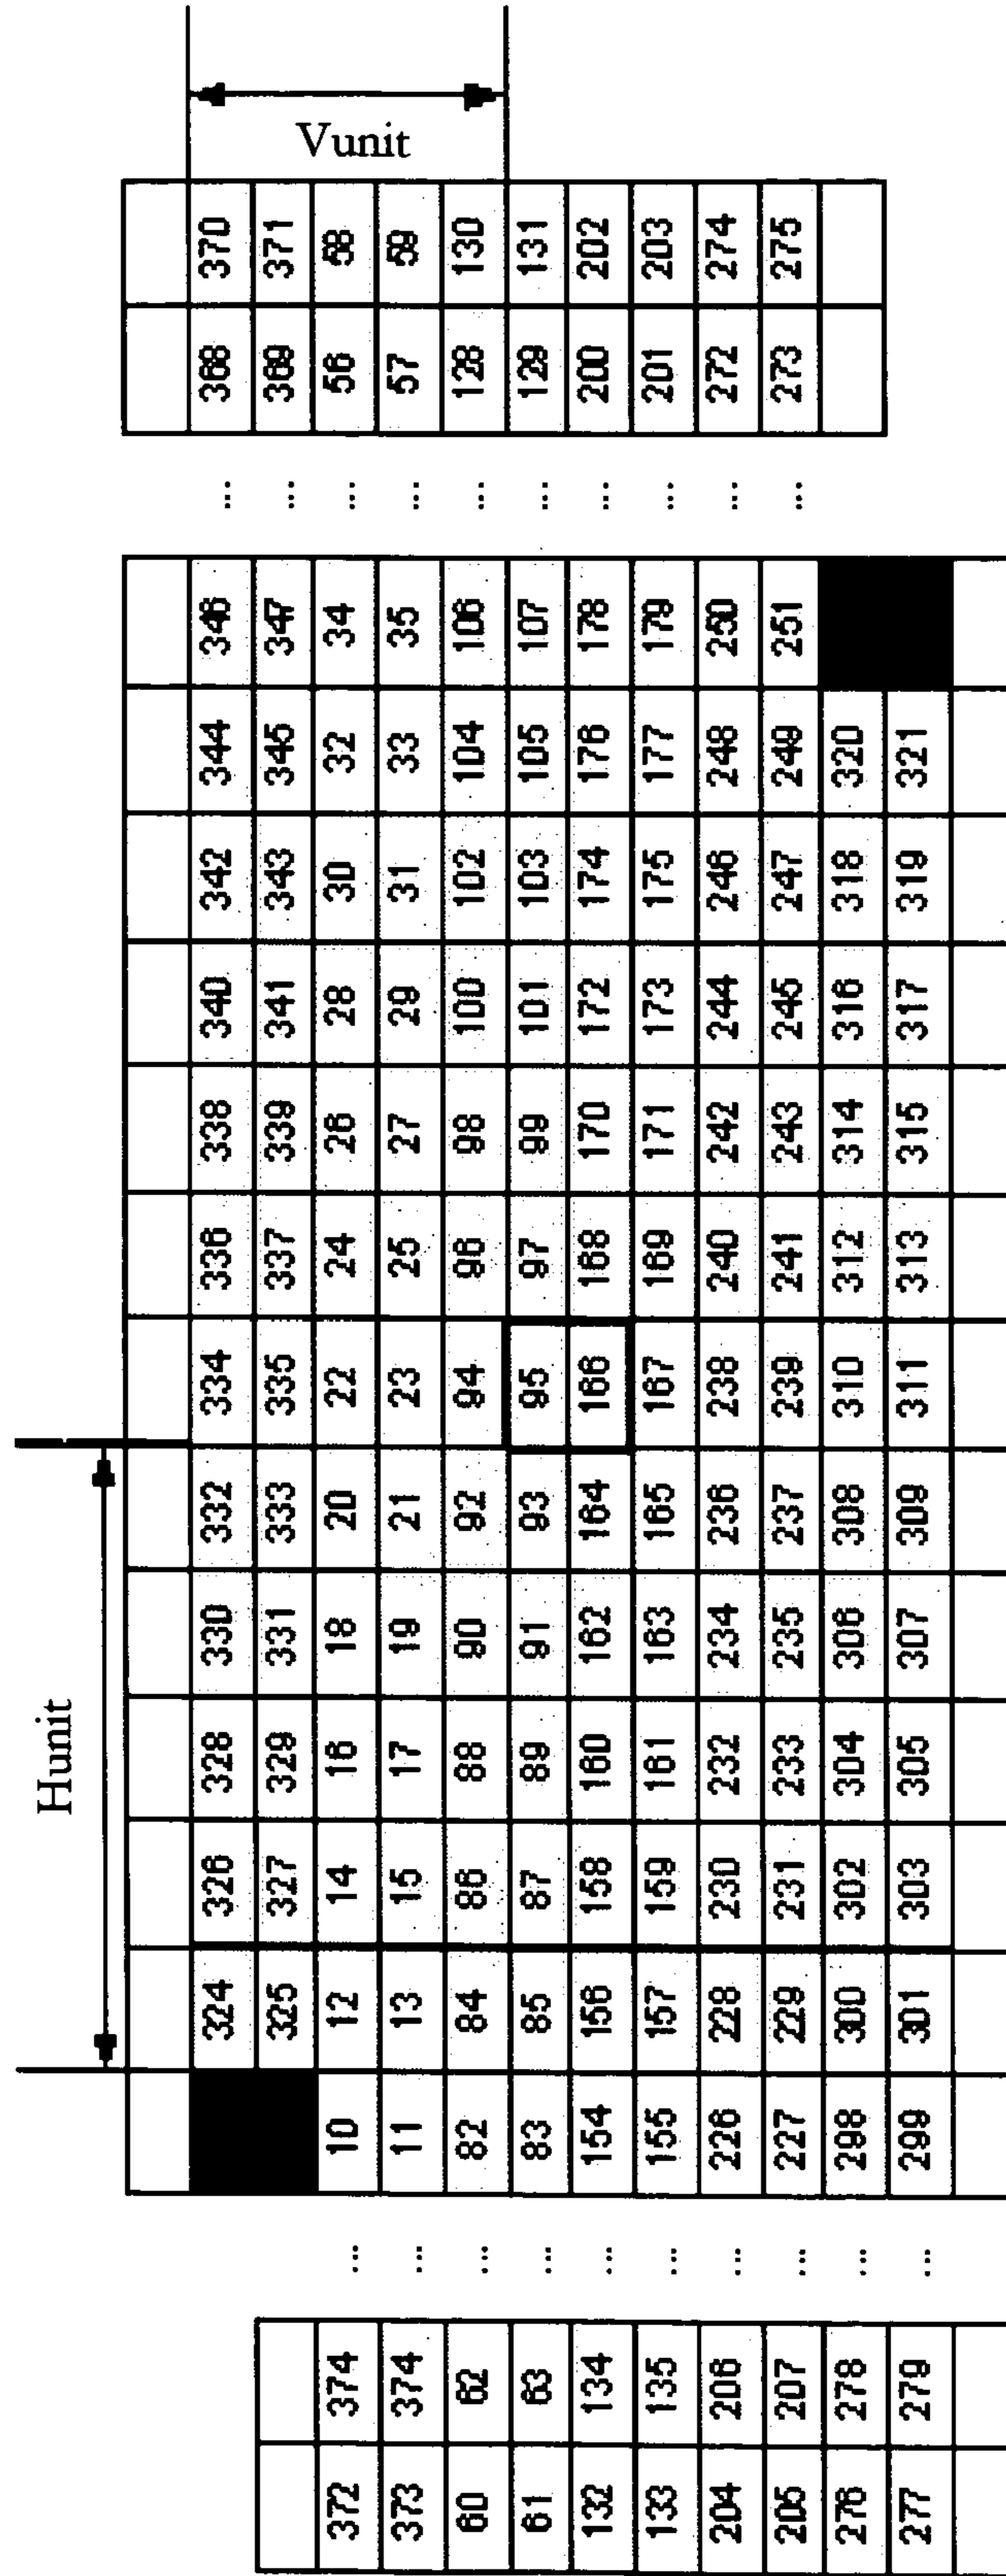 Hunit
Vunit
324 326 328 330 332 334 336 338 340 342 344 346 ... 368 370
325 327 329 331 333 335 337 339 341 343 345 347 ... 369 371
372 374 ... 10 12 14 16 18 20 22 24 26 28 30 32 34 ... 56 58
373 374 ... 11 13 15 17 19 21 23 25 27 29 31 33 35 ... 57 59
60 62 ... 82 84 86 88 90 92 94 96 98 100 102 104 106 ... 128 130
61 63 ... 83 85 87 89 91 93 95 97 99 101 103 105 107 ... 129 131
132 134 ... 154 156 158 160 162 164 166 168 170 172 174 176 178 ... 200 202
133 135 ... 155 157 159 161 163 165 167 169 171 173 175 177 179 ... 201 203
204 206 ... 226 228 230 232 234 236 238 240 242 244 246 248 250 ... 272 274
205 207 ... 227 229 231 233 235 237 239 241 243 245 247 249 251 ... 273 275
276 278 ... 298 300 302 304 306 308 310 312 314 316 318 320
277 279 ... 299 301 303 305 307 309 311 313 315 317 319 321